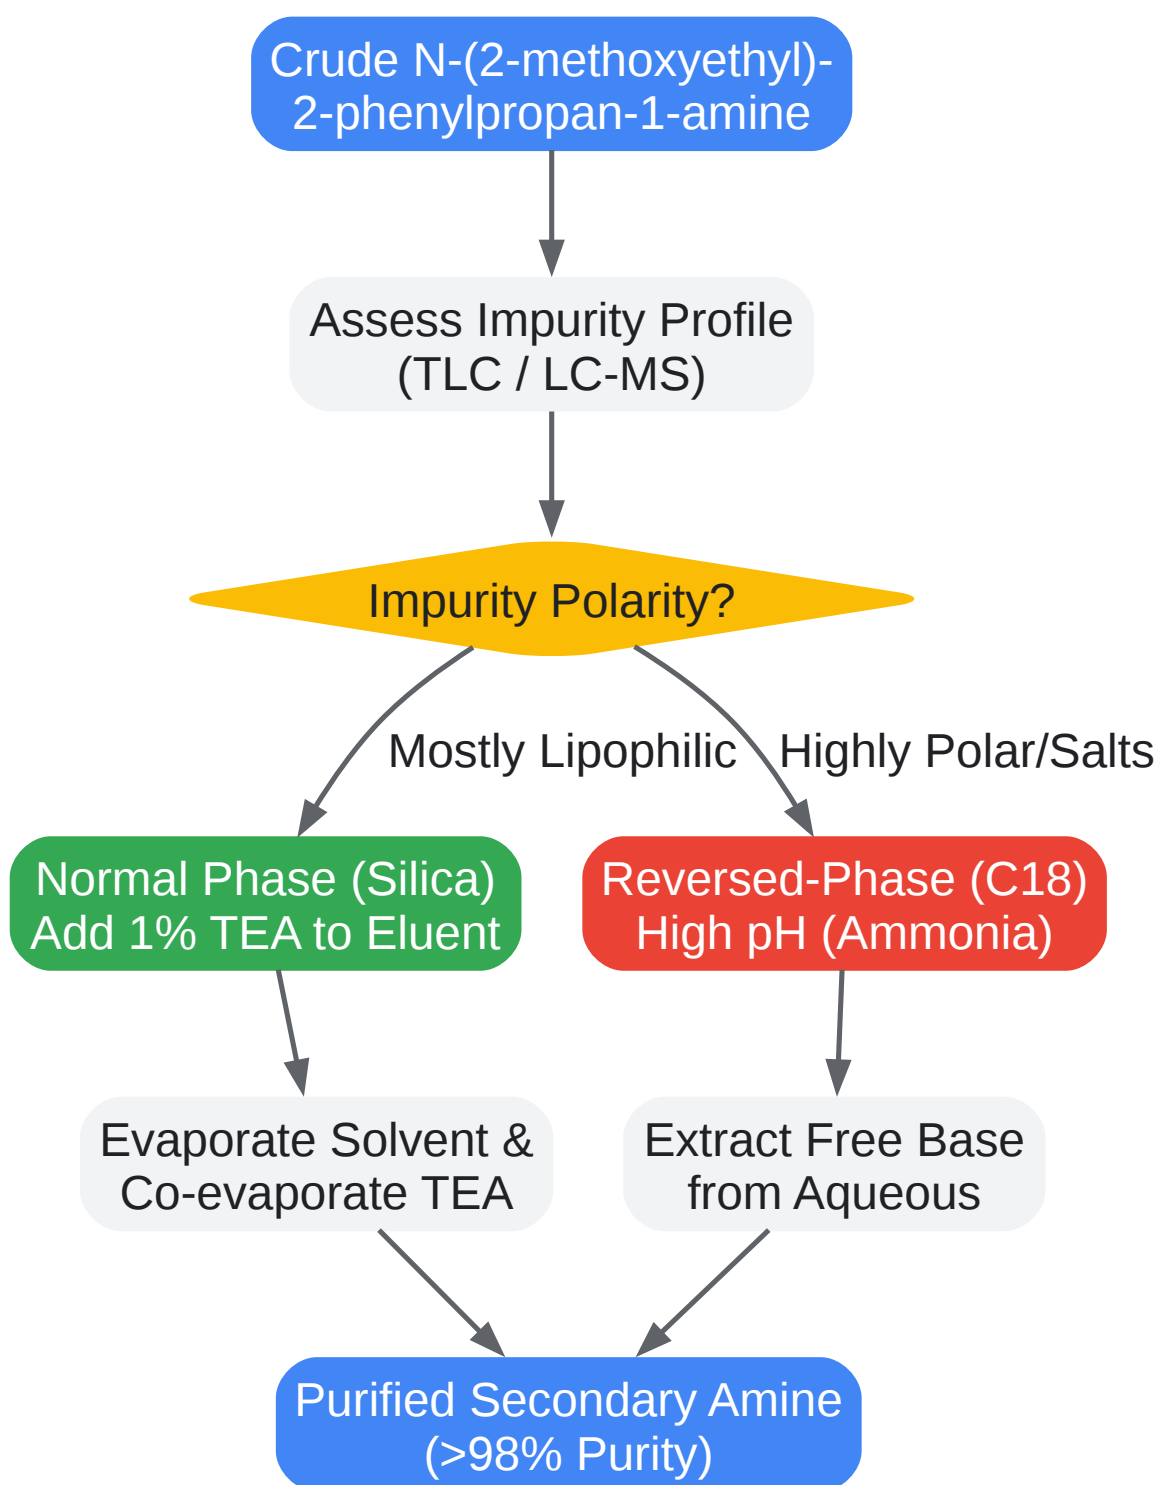 Crude N-(2-methoxyethyl)-
2-phenylpropan-1-amine
Assess Impurity Profile
(TLC / LC-MS)
Impurity Polarity?
Mostly Lipophilic
Highly Polar/Salts
Normal Phase (Silica)
Add 1% TEA to Eluent
Reversed-Phase (C18)
High pH (Ammonia)
Evaporate Solvent &
Co-evaporate TEA
Extract Free Base
from Aqueous
Purified Secondary Amine
(>98% Purity)